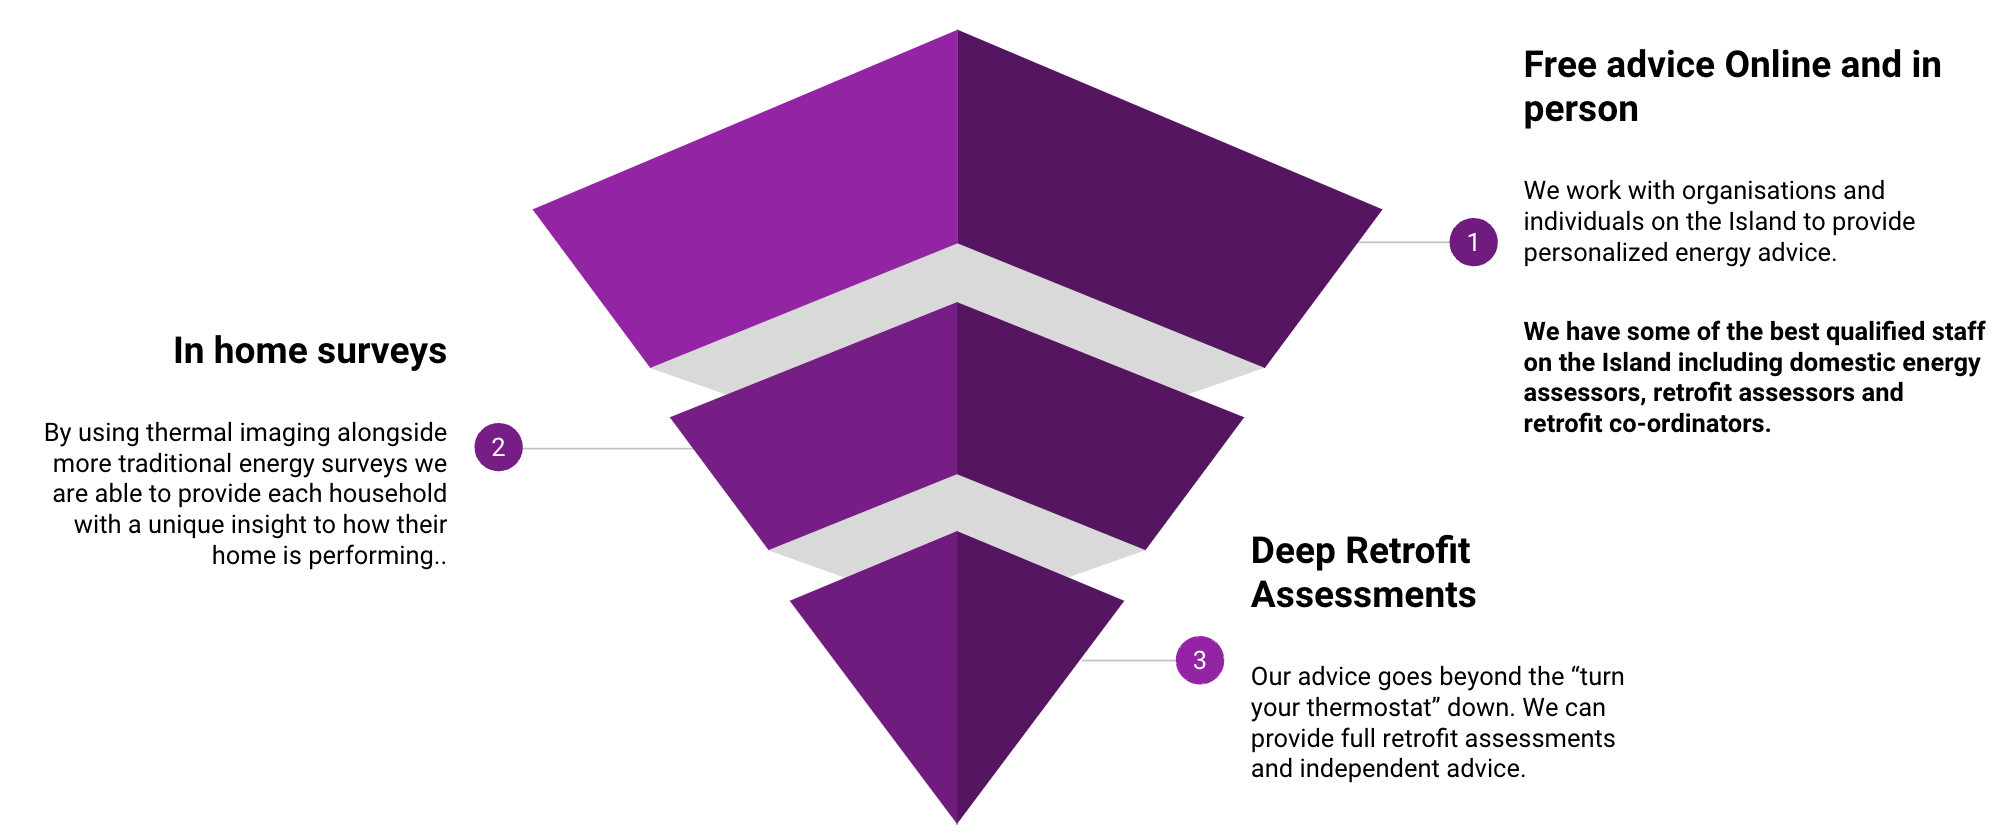 Free advice Online and in
person
1
We work with organisations and
individuals on the Island to provide
personalized energy advice.
We have some of the best qualified staff
on the Island including domestic energy
assessors, retrofit assessors and
retrofit co-ordinators.
In home surveys
2
By using thermal imaging alongside
more traditional energy surveys we
are able to provide each household
with a unique insight to how their
home is performing..
Deep Retrofit
Assessments
3
Our advice goes beyond the “turn
your thermostat” down. We can
provide full retrofit assessments
and independent advice.